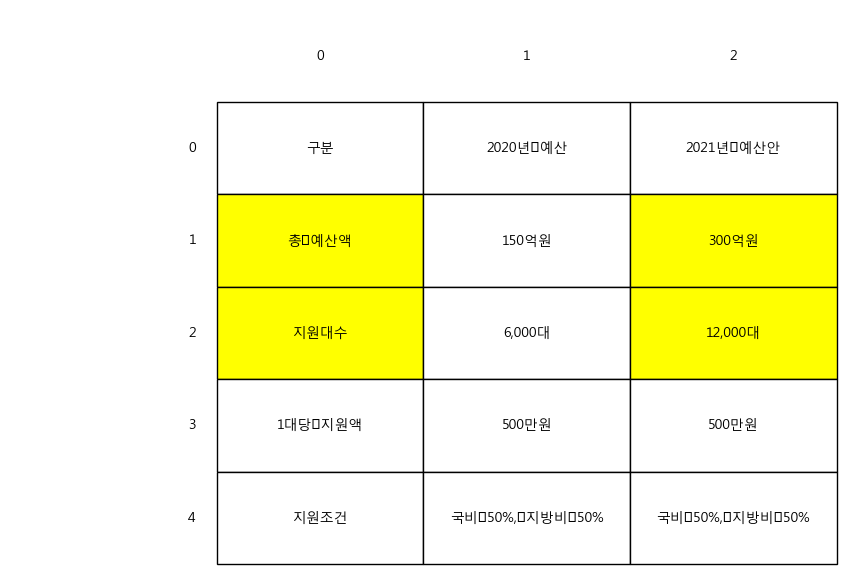 0 1 2
0 구분 2020년 예산 2021년 예산안
1 총 예산액 150억원 300억원
2 지원대수 6,000대 12,000대
3 1대당 지원액 500만원 500만원
4 지원조건 국비 50%, 지방비 50% 국비 50%, 지방비 50%